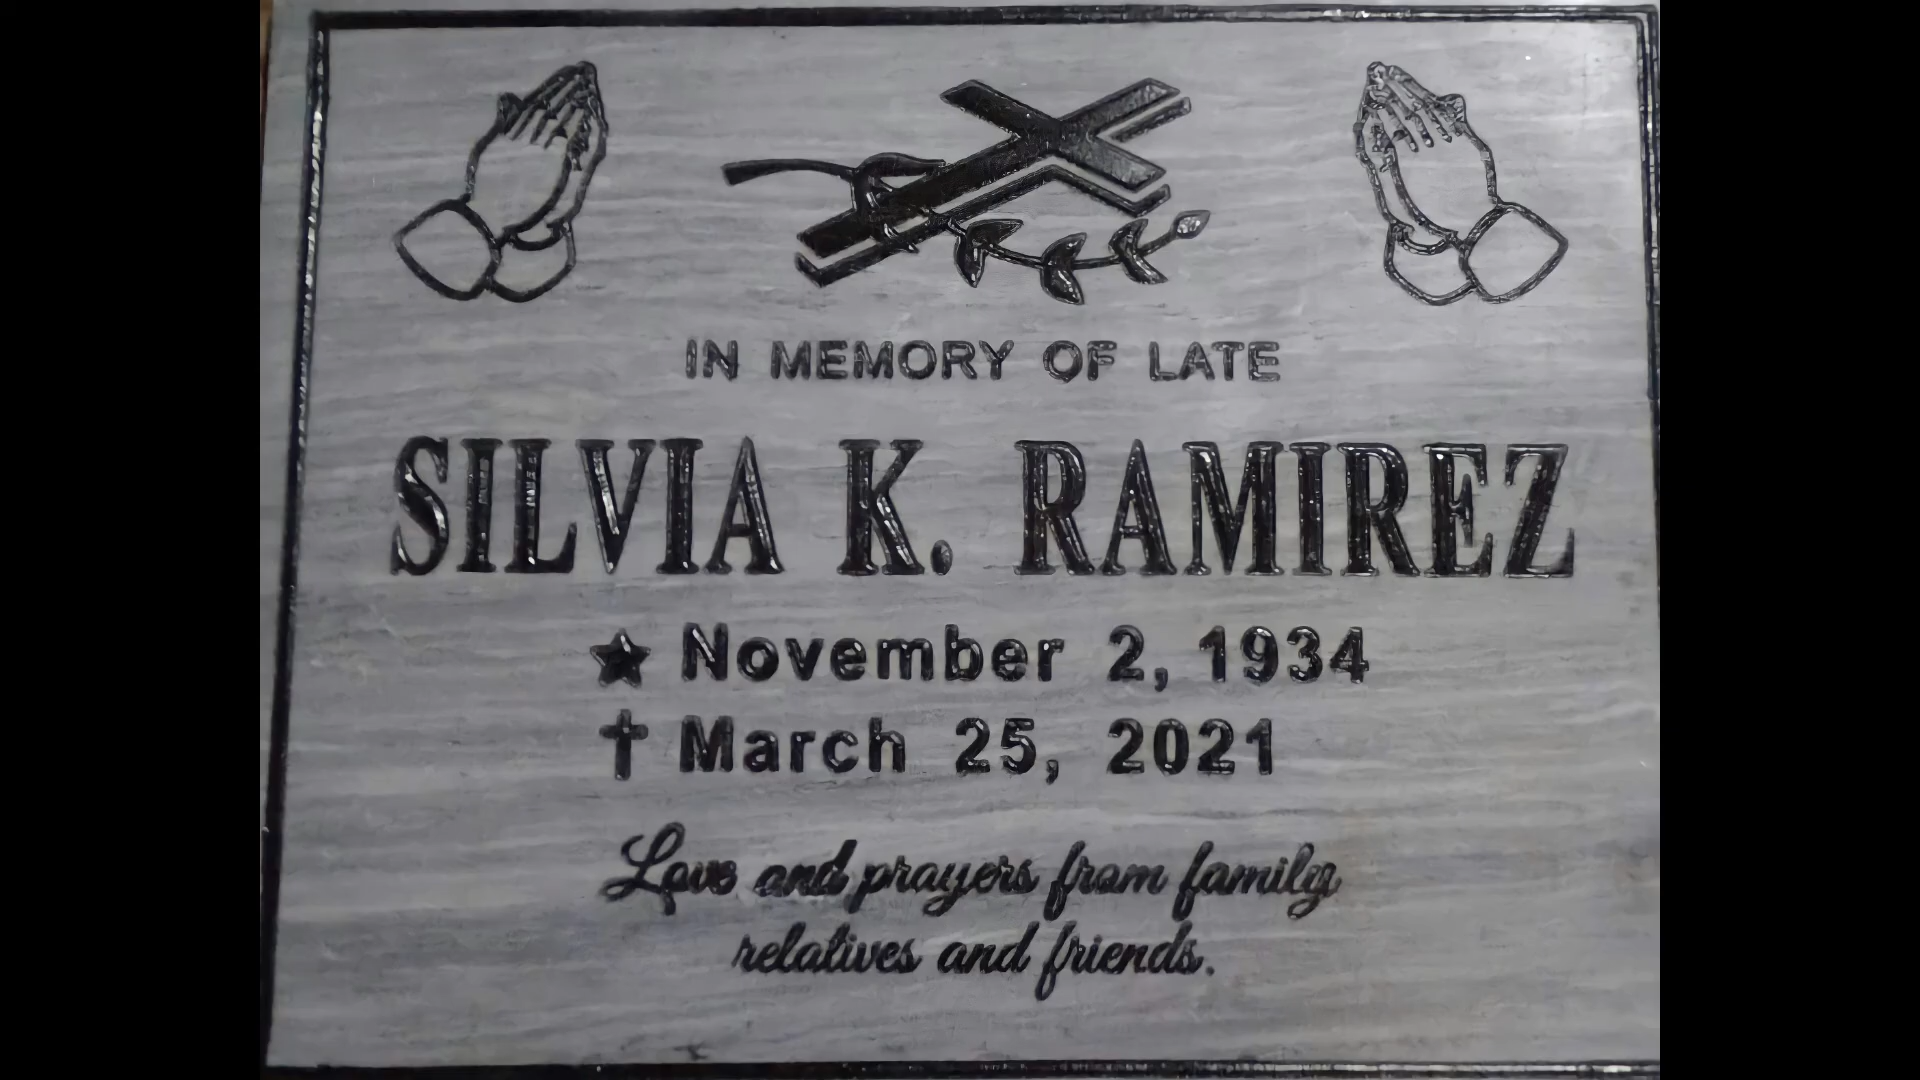 IN MEMORY OF LATE
SILVIA K. RAMIREZ
★ November 2, 1934
✝ March 25, 2021
Love and prayers from family
relatives and friends.